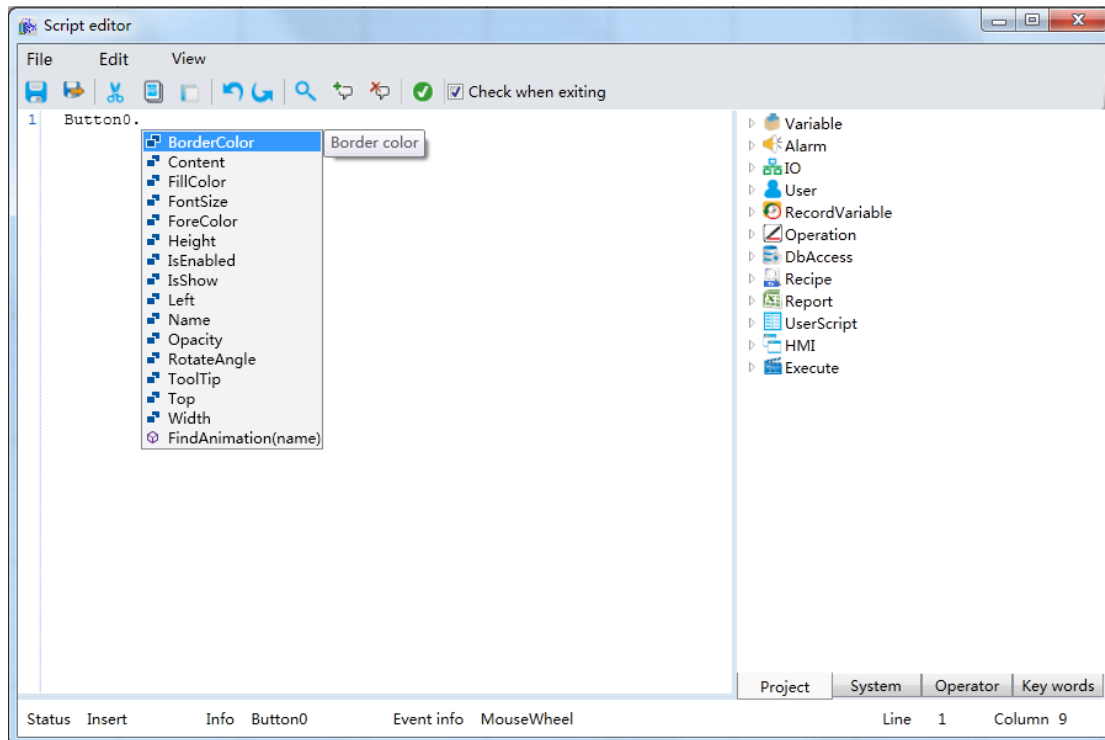 Script editor
File Edit View
Check when exiting
1 Button0.
BorderColor
Border color
Content
FillColor
FontSize
ForeColor
Height
IsEnabled
IsShow
Left
Name
Opacity
RotateAngle
ToolTip
Top
Width
FindAnimation(name)
Variable
Alarm
IO
User
RecordVariable
Operation
DbAccess
Recipe
Report
UserScript
HMI
Execute
Project System Operator Key words
Status Insert Info Button0 Event info MouseWheel Line 1 Column 9